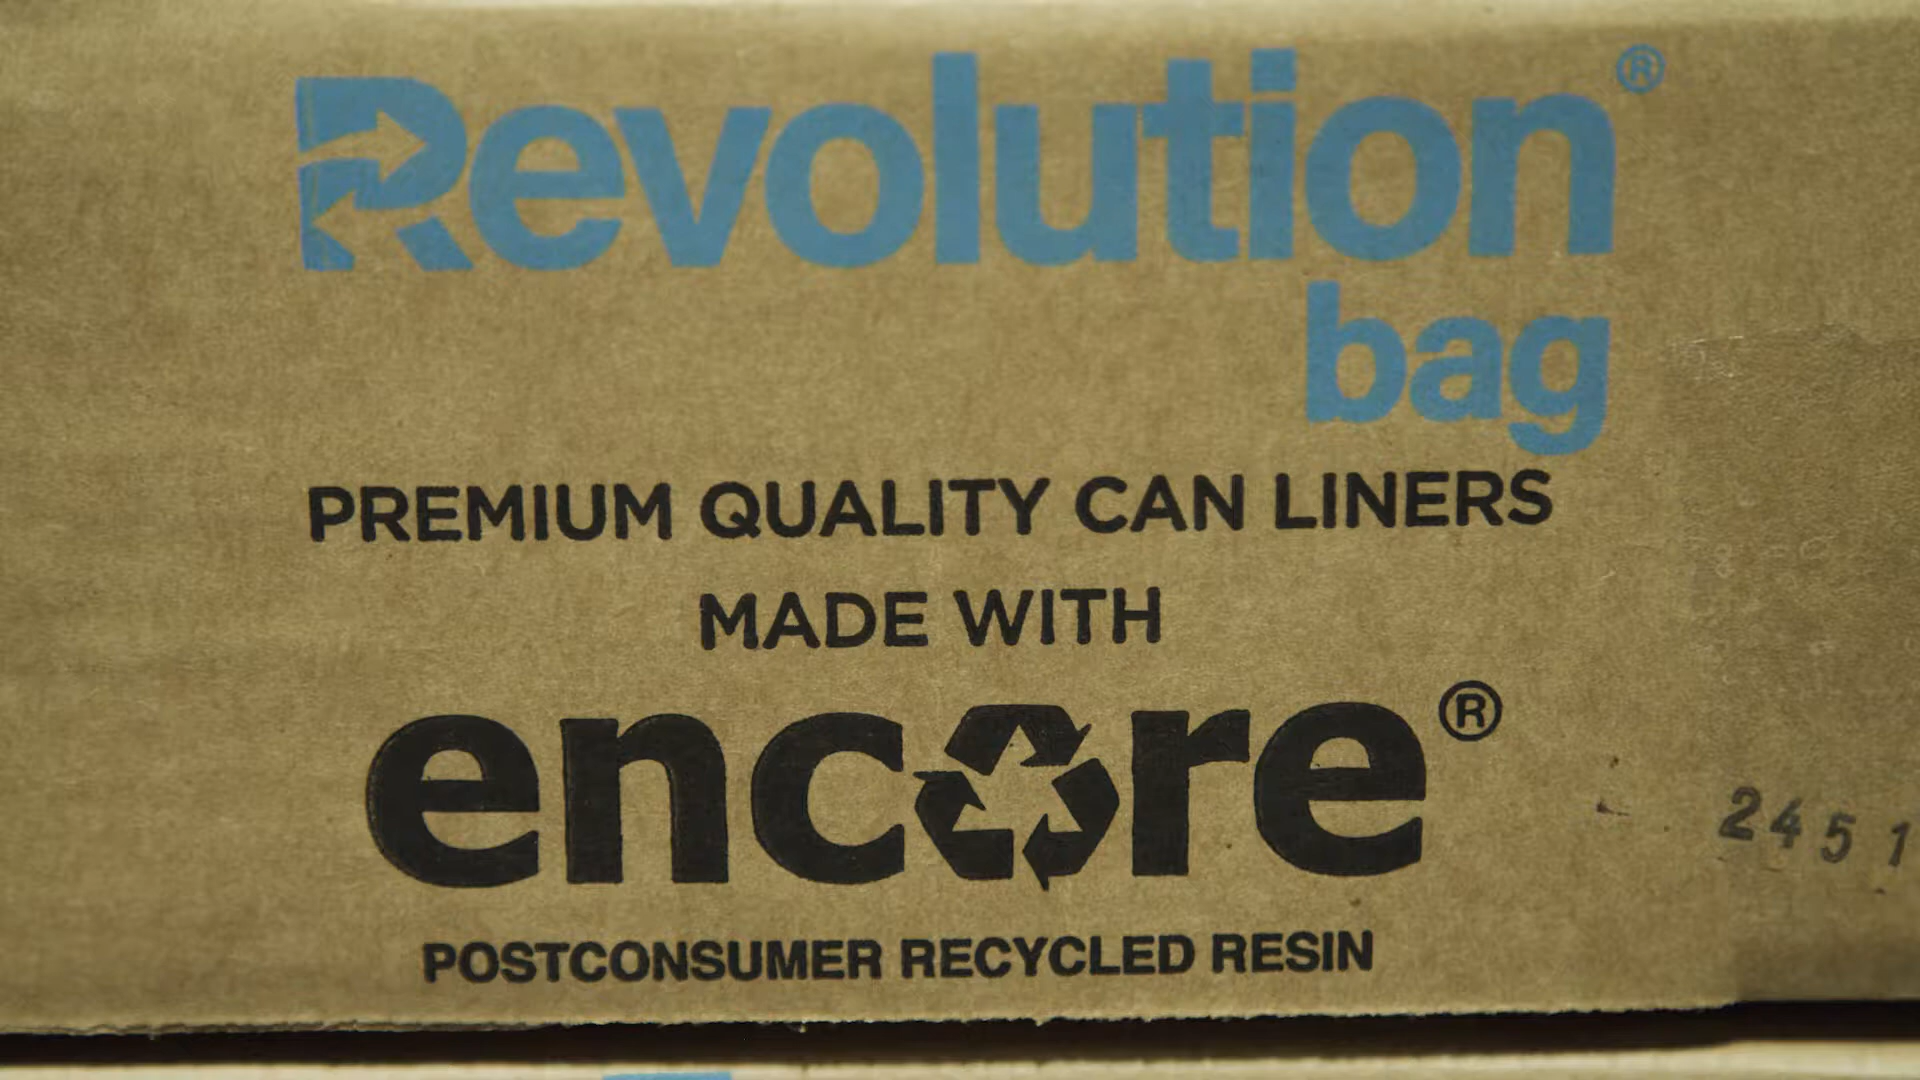 Revolution®
bag
PREMIUM QUALITY CAN LINERS
MADE WITH
encore®
POSTCONSUMER RECYCLED RESIN
2451